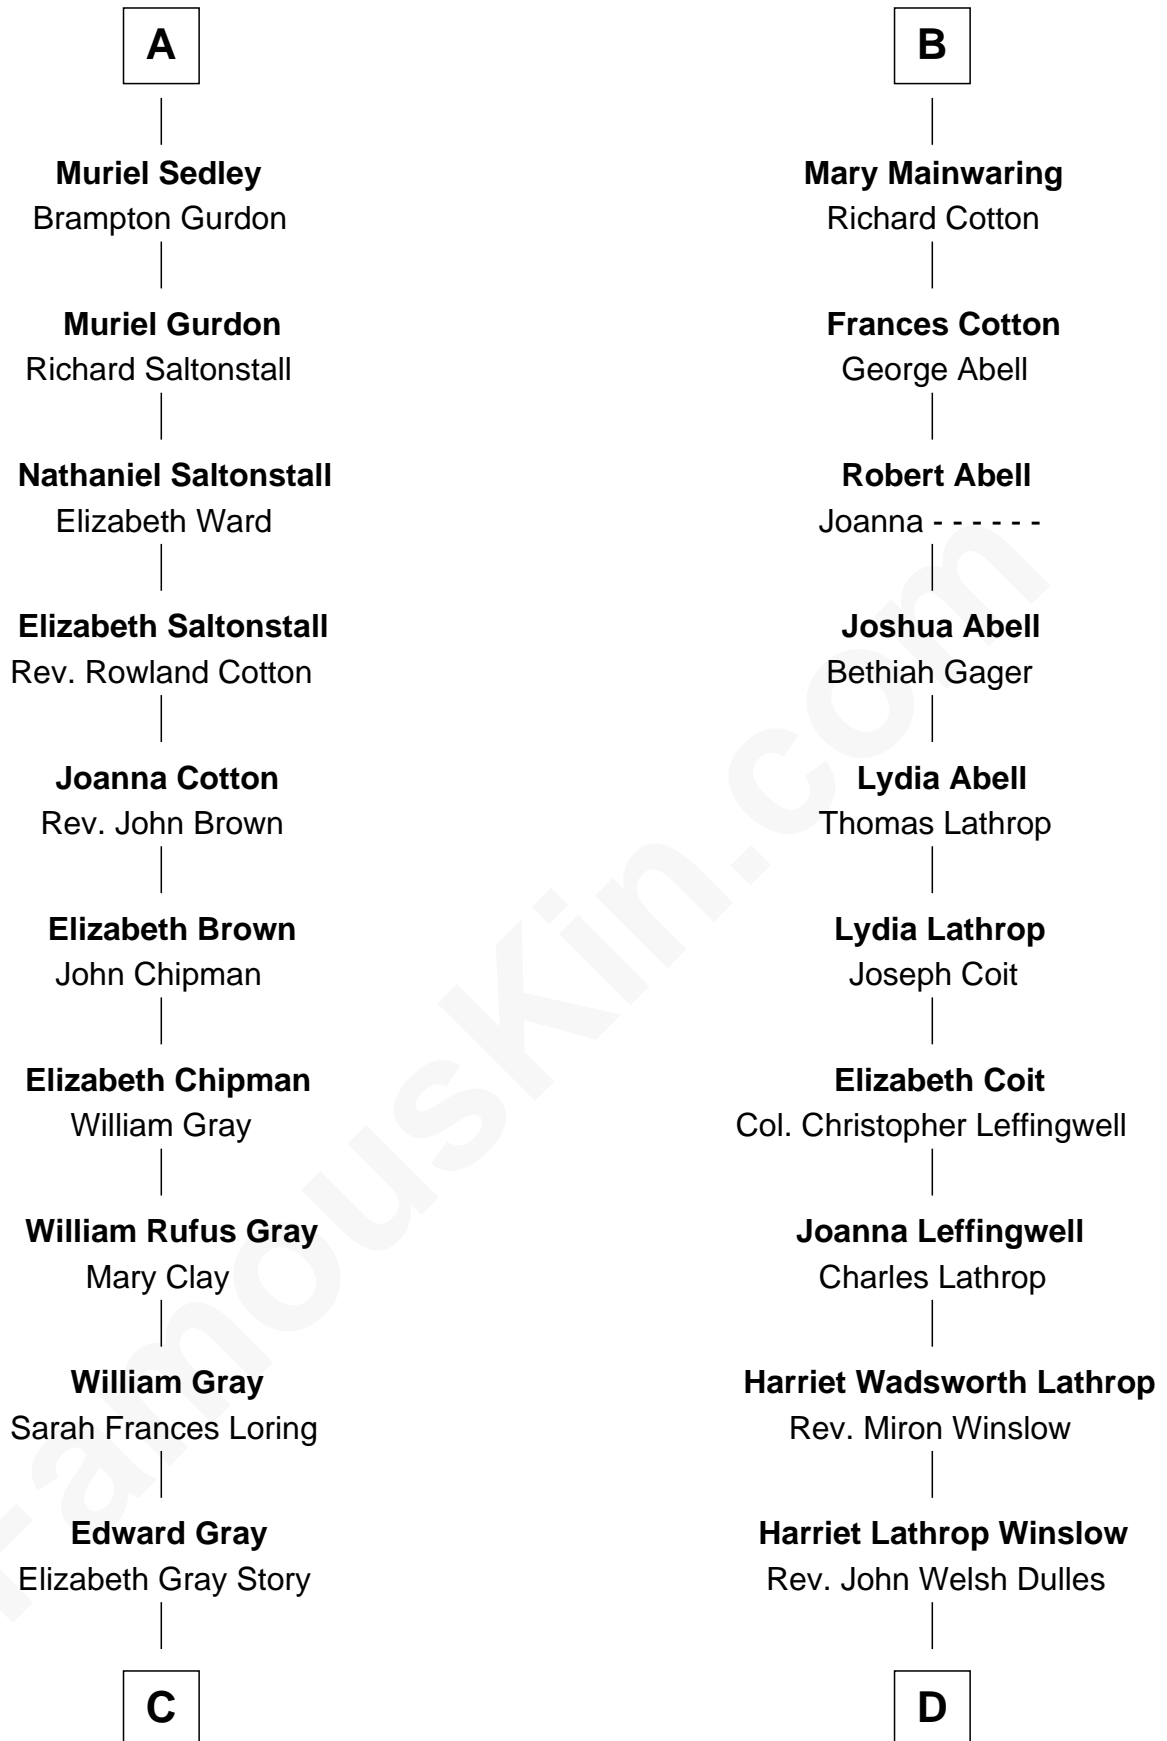 A
Muriel Sedley
Brampton Gurdon
Muriel Gurdon
Richard Saltonstall
Nathaniel Saltonstall
Elizabeth Ward
Elizabeth Saltonstall
Rev. Rowland Cotton
Joanna Cotton
Rev. John Brown
Elizabeth Brown
John Chipman
Elizabeth Chipman
William Gray
William Rufus Gray
Mary Clay
William Gray
Sarah Frances Loring
Edward Gray
Elizabeth Gray Story
C
B
Mary Mainwaring
Richard Cotton
Frances Cotton
George Abell
Robert Abell
Joanna - - - - - -
Joshua Abell
Bethiah Gager
Lydia Abell
Thomas Lathrop
Lydia Lathrop
Joseph Coit
Elizabeth Coit
Col. Christopher Leffingwell
Joanna Leffingwell
Charles Lathrop
Harriet Wadsworth Lathrop
Rev. Miron Winslow
Harriet Lathrop Winslow
Rev. John Welsh Dulles
D
FamousKin.com